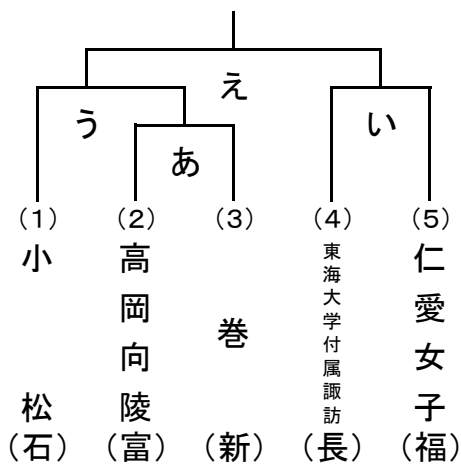 え
う
い
あ
（1）
（2）
（3）
（4）
（5）
小松
高岡向陵
巻
東海大学付属諏訪
仁愛女子
（石）
（富）
（新）
（長）
（福）